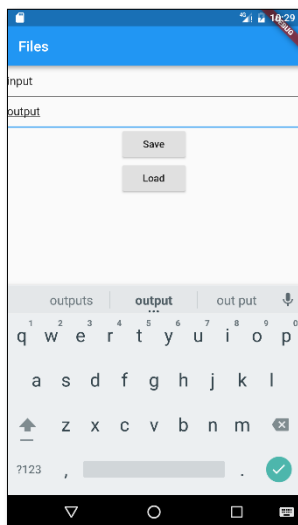 4G 10:29
DEBUG
Files
input
output
Save
Load
outputs output out put
1 2 3 4 5 6 7 8 9 0
q w e r t y u i o p
a s d f g h j k l
z x c v b n m
?123 , .